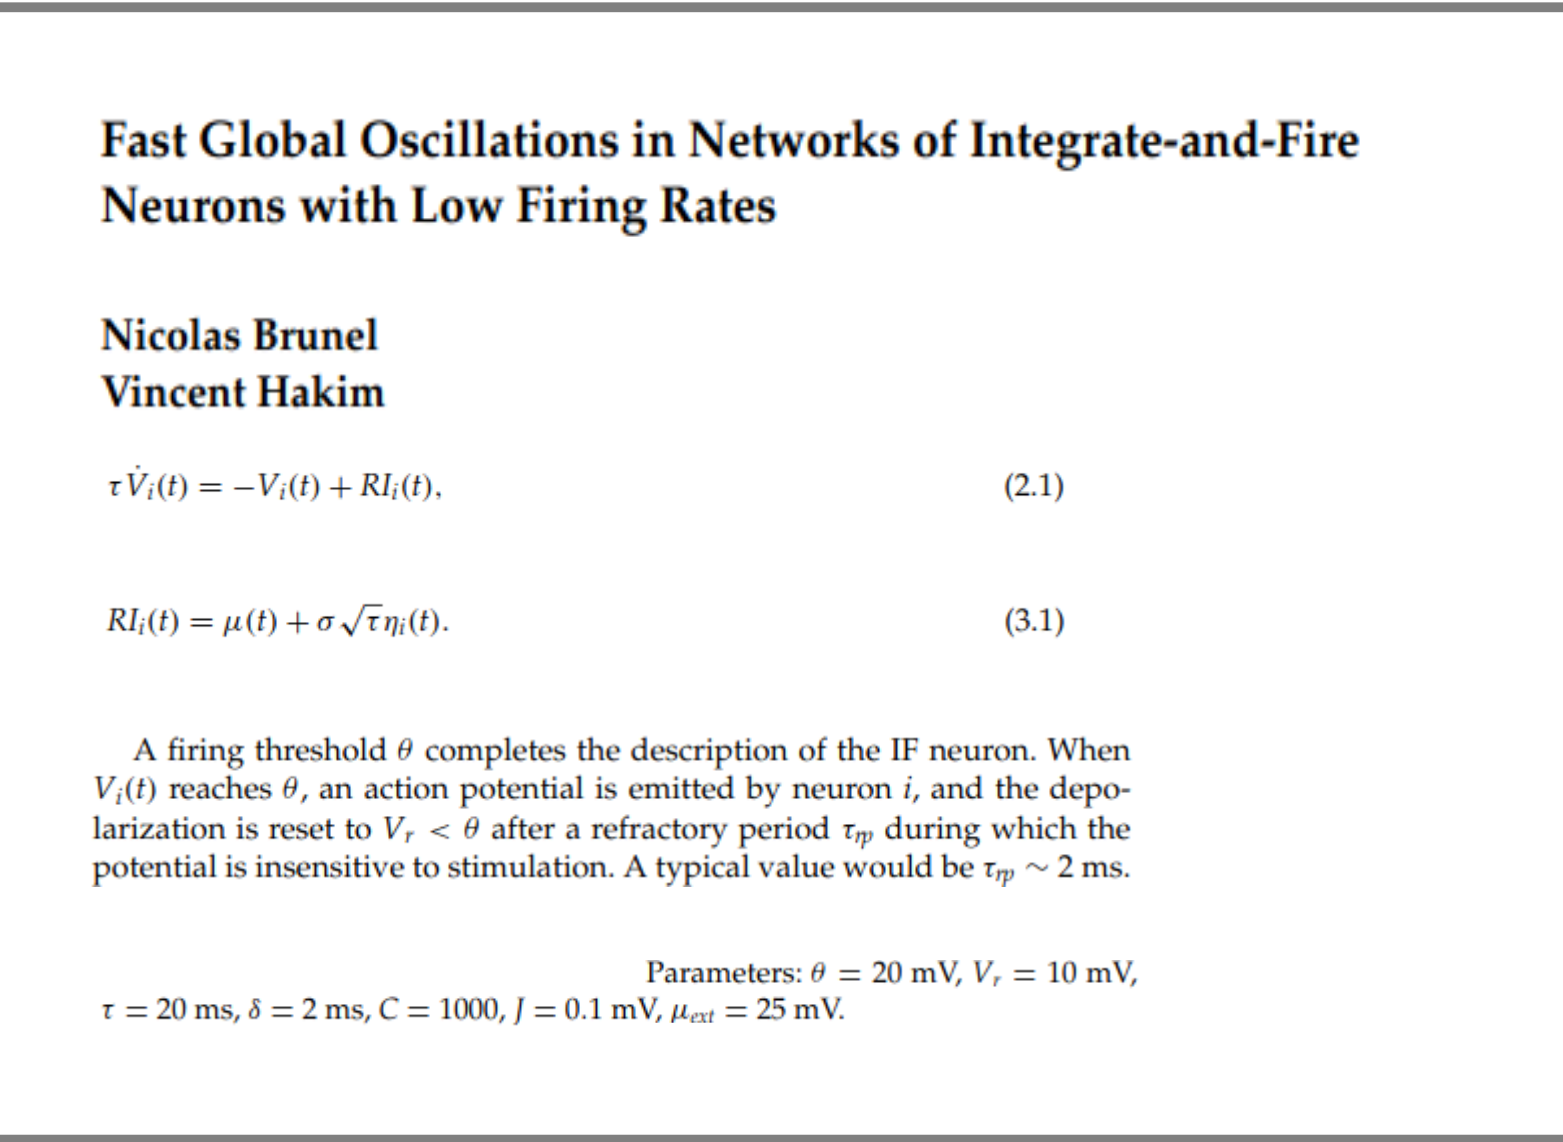 Fast Global Oscillations in Networks of Integrate-and-Fire
Neurons with Low Firing Rates
Nicolas Brunel
Vincent Hakim
τV̇ᵢ(t) = −Vᵢ(t) + RIᵢ(t), (2.1)
RIᵢ(t) = μ(t) + σ√τηᵢ(t). (3.1)
A firing threshold θ completes the description of the IF neuron. When
Vᵢ(t) reaches θ, an action potential is emitted by neuron i, and the depo-
larization is reset to Vᵣ < θ after a refractory period τᵣₚ during which the
potential is insensitive to stimulation. A typical value would be τᵣₚ ∼ 2 ms.
Parameters: θ = 20 mV, Vᵣ = 10 mV,
τ = 20 ms, δ = 2 ms, C = 1000, J = 0.1 mV, μₑₓₜ = 25 mV.